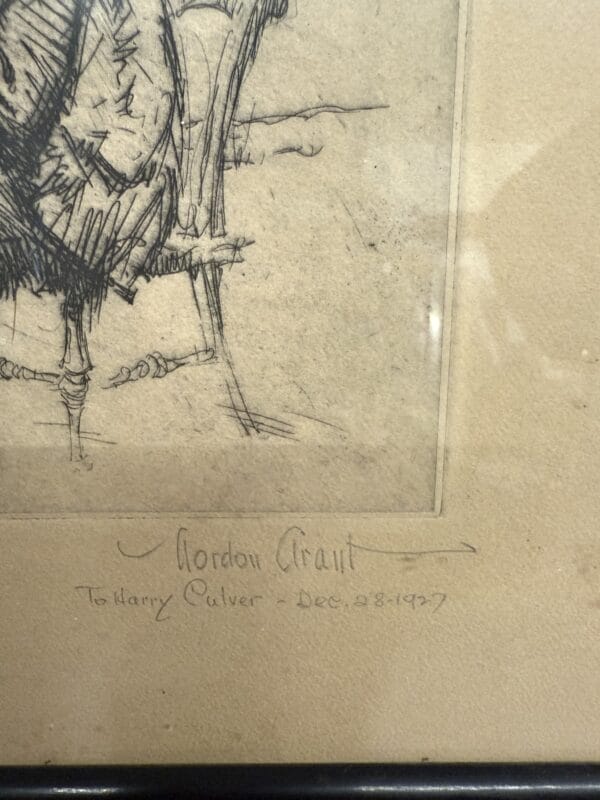 Gordon Grant
To Harry Culver - Dec. 28-1927